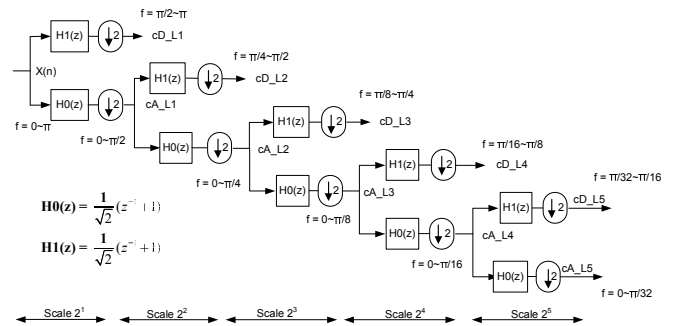 f = π/2~π
H1(z) ↓2 cD_L1
f = π/4~π/2
X(n)
H1(z) ↓2 cD_L2
f = π/8~π/4
H0(z) ↓2 cA_L1
f = 0~π
f = 0~π/2
H1(z) ↓2 cD_L3
f = π/16~π/8
H0(z) ↓2 cA_L2
f = 0~π/4
H1(z) ↓2 cD_L4
f = π/32~π/16
H0(z) ↓2 cA_L3
f = 0~π/8
H1(z) ↓2 cD_L5
H0(z) ↓2 cA_L4
f = 0~π/16
H0(z) ↓2 cA_L5
f = 0~π/32
H0(z) = 1/√2 (z⁻¹ + 1)
H1(z) = 1/√2 (z⁻¹ + 1)
Scale 2¹ Scale 2² Scale 2³ Scale 2⁴ Scale 2⁵